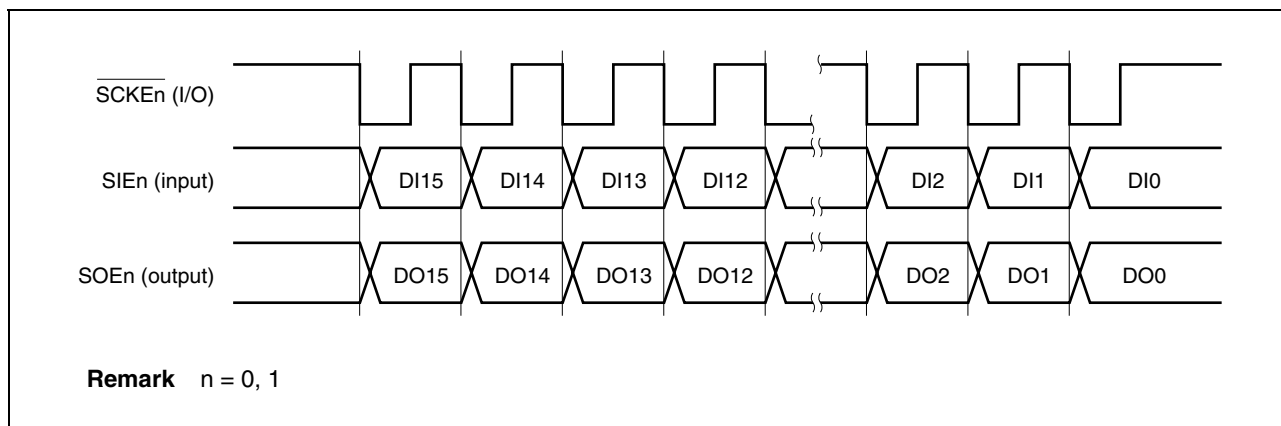 SCKEn (I/O)
SIEn (input) DI15 DI14 DI13 DI12 DI2 DI1 DI0
SOEn (output) DO15 DO14 DO13 DO12 DO2 DO1 DO0
Remark n = 0, 1